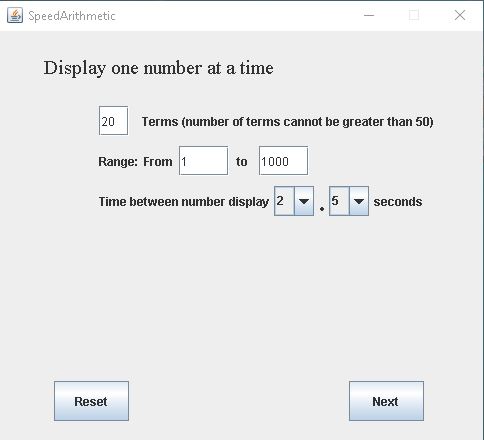 SpeedArithmetic
Display one number at a time
20 Terms (number of terms cannot be greater than 50)
Range: From 1 to 1000
Time between number display 2 . 5 seconds
Reset Next